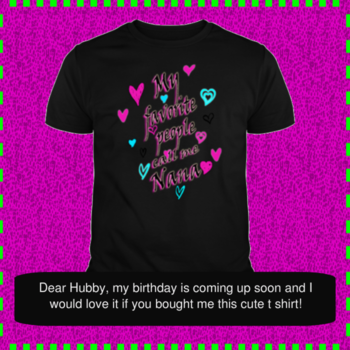 My
favorite
people
call me
Nana
Dear Hubby, my birthday is coming up soon and I
would love it if you bought me this cute t shirt!